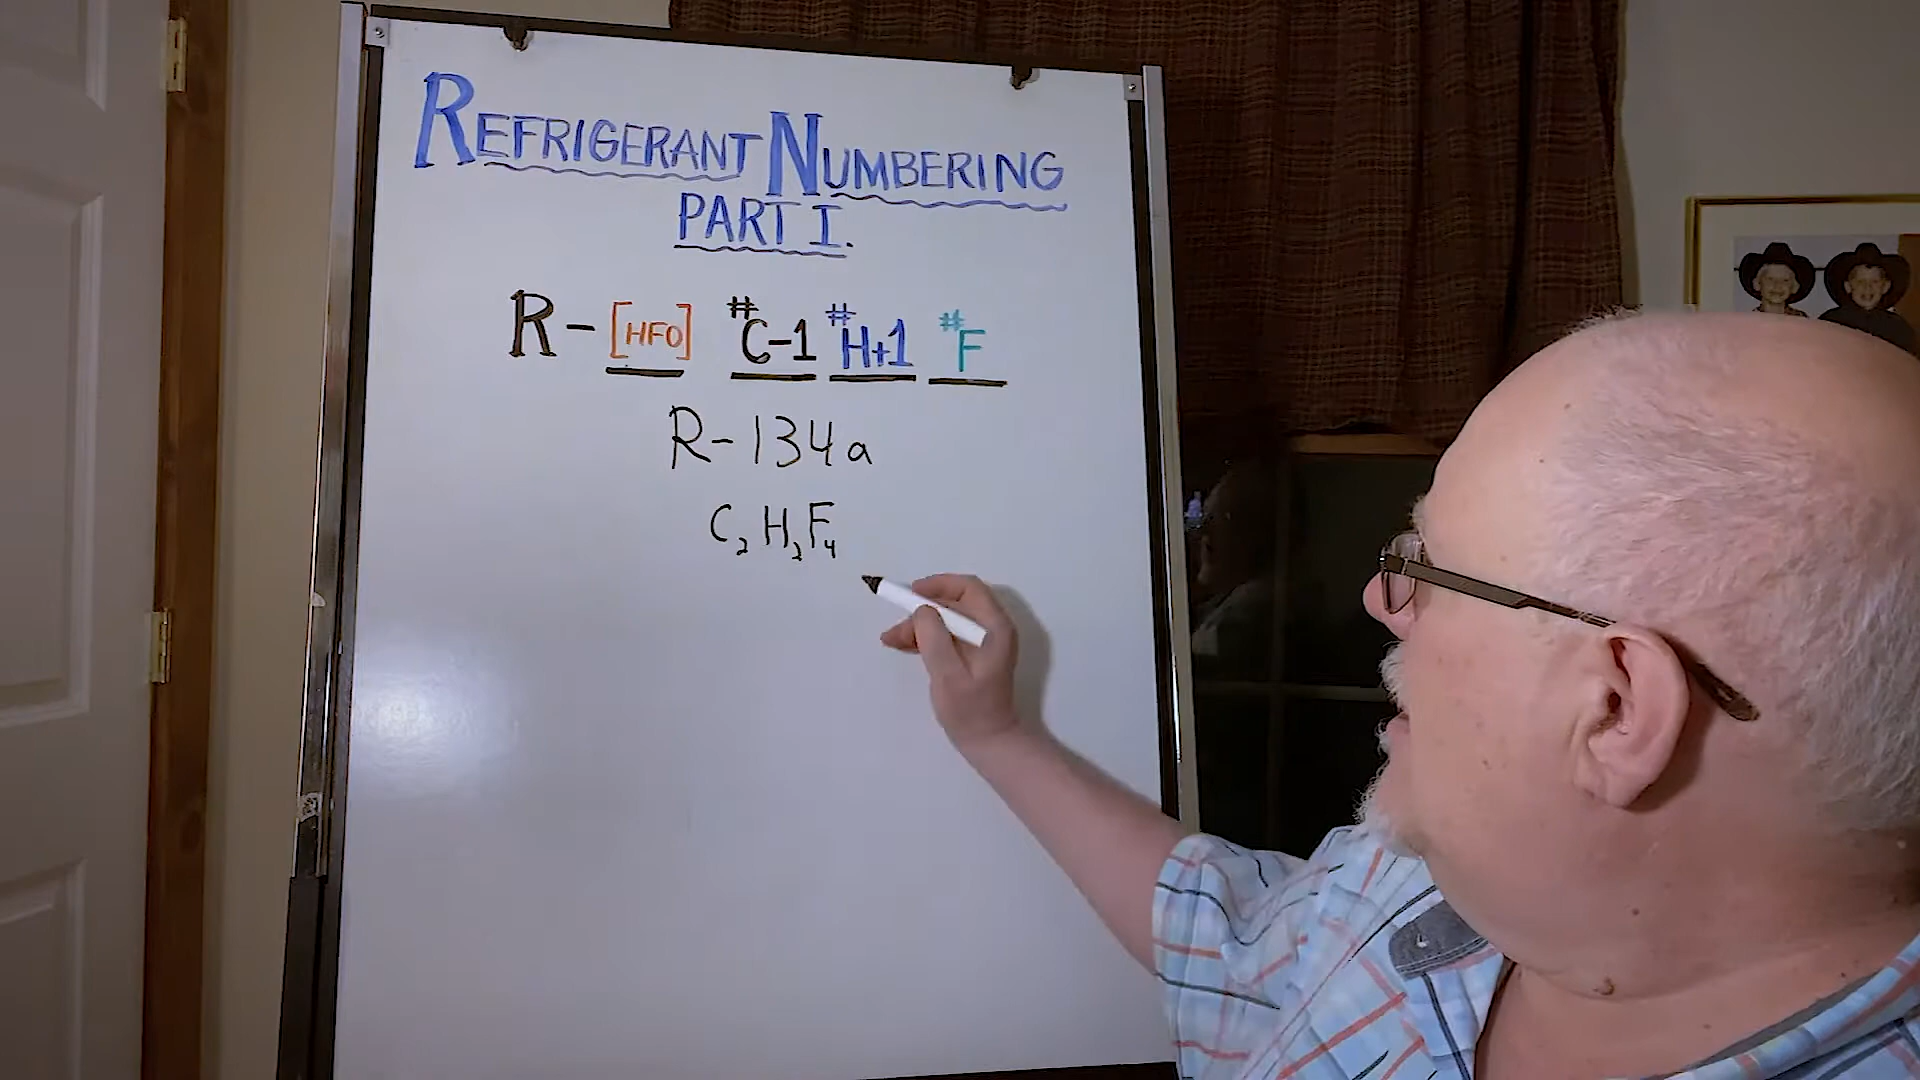 REFRIGERANT NUMBERING
PART I.
R-[HFO] #C-1 #H+1 #F
R-134a
C₂H₂F₄